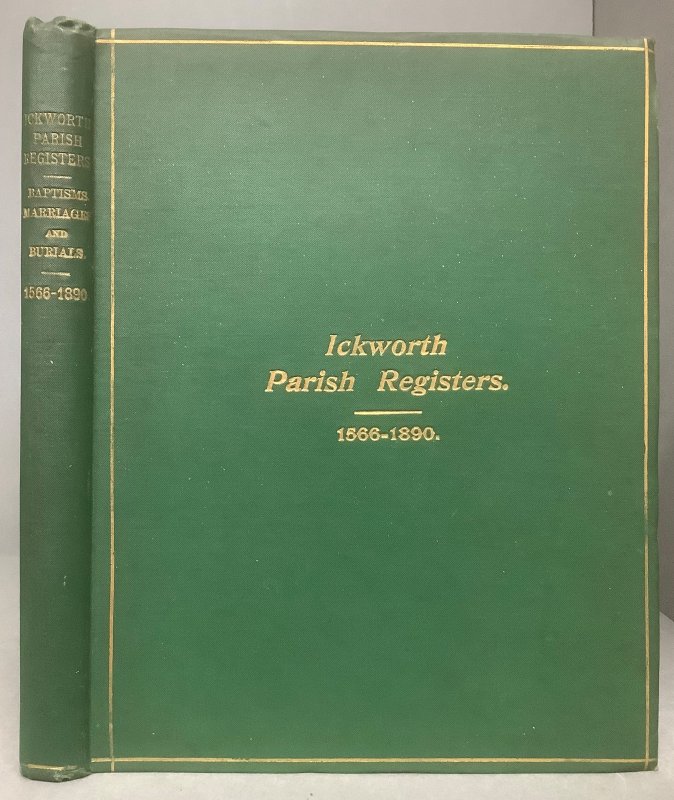 ICKWORTH
PARISH
REGISTERS
BAPTISMS.
MARRIAGES
AND
BURIALS.
1566-1890
Ickworth
Parish Registers.
1566-1890.